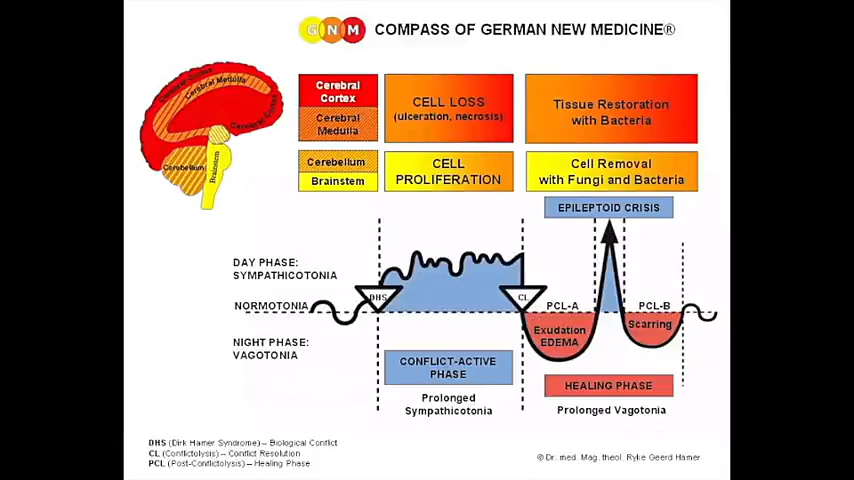 GNM COMPASS OF GERMAN NEW MEDICINE®
Cerebral Cortex
Cerebral Medulla
Cerebral Cortex
Cerebellum
Brainstem
Cerebral
Cortex
Cerebral
Medulla
CELL LOSS
(ulceration, necrosis)
Tissue Restoration
with Bacteria
Cerebellum
Brainstem
CELL
PROLIFERATION
Cell Removal
with Fungi and Bacteria
EPILEPTOID CRISIS
DAY PHASE:
SYMPATHICOTONIA
NORMOTONIA
DHS
CL
PCL-A
PCL-B
Exudation
EDEMA
Scarring
NIGHT PHASE:
VAGOTONIA
CONFLICT-ACTIVE
PHASE
HEALING PHASE
Prolonged
Sympathicotonia
Prolonged Vagotonia
DHS (Dirk Hamer Syndrome) – Biological Conflict
CL (Conflictolysis) – Conflict Resolution
PCL (Post-Conflictolysis) – Healing Phase
© Dr. med. Mag. theol. Ryke Geerd Hamer